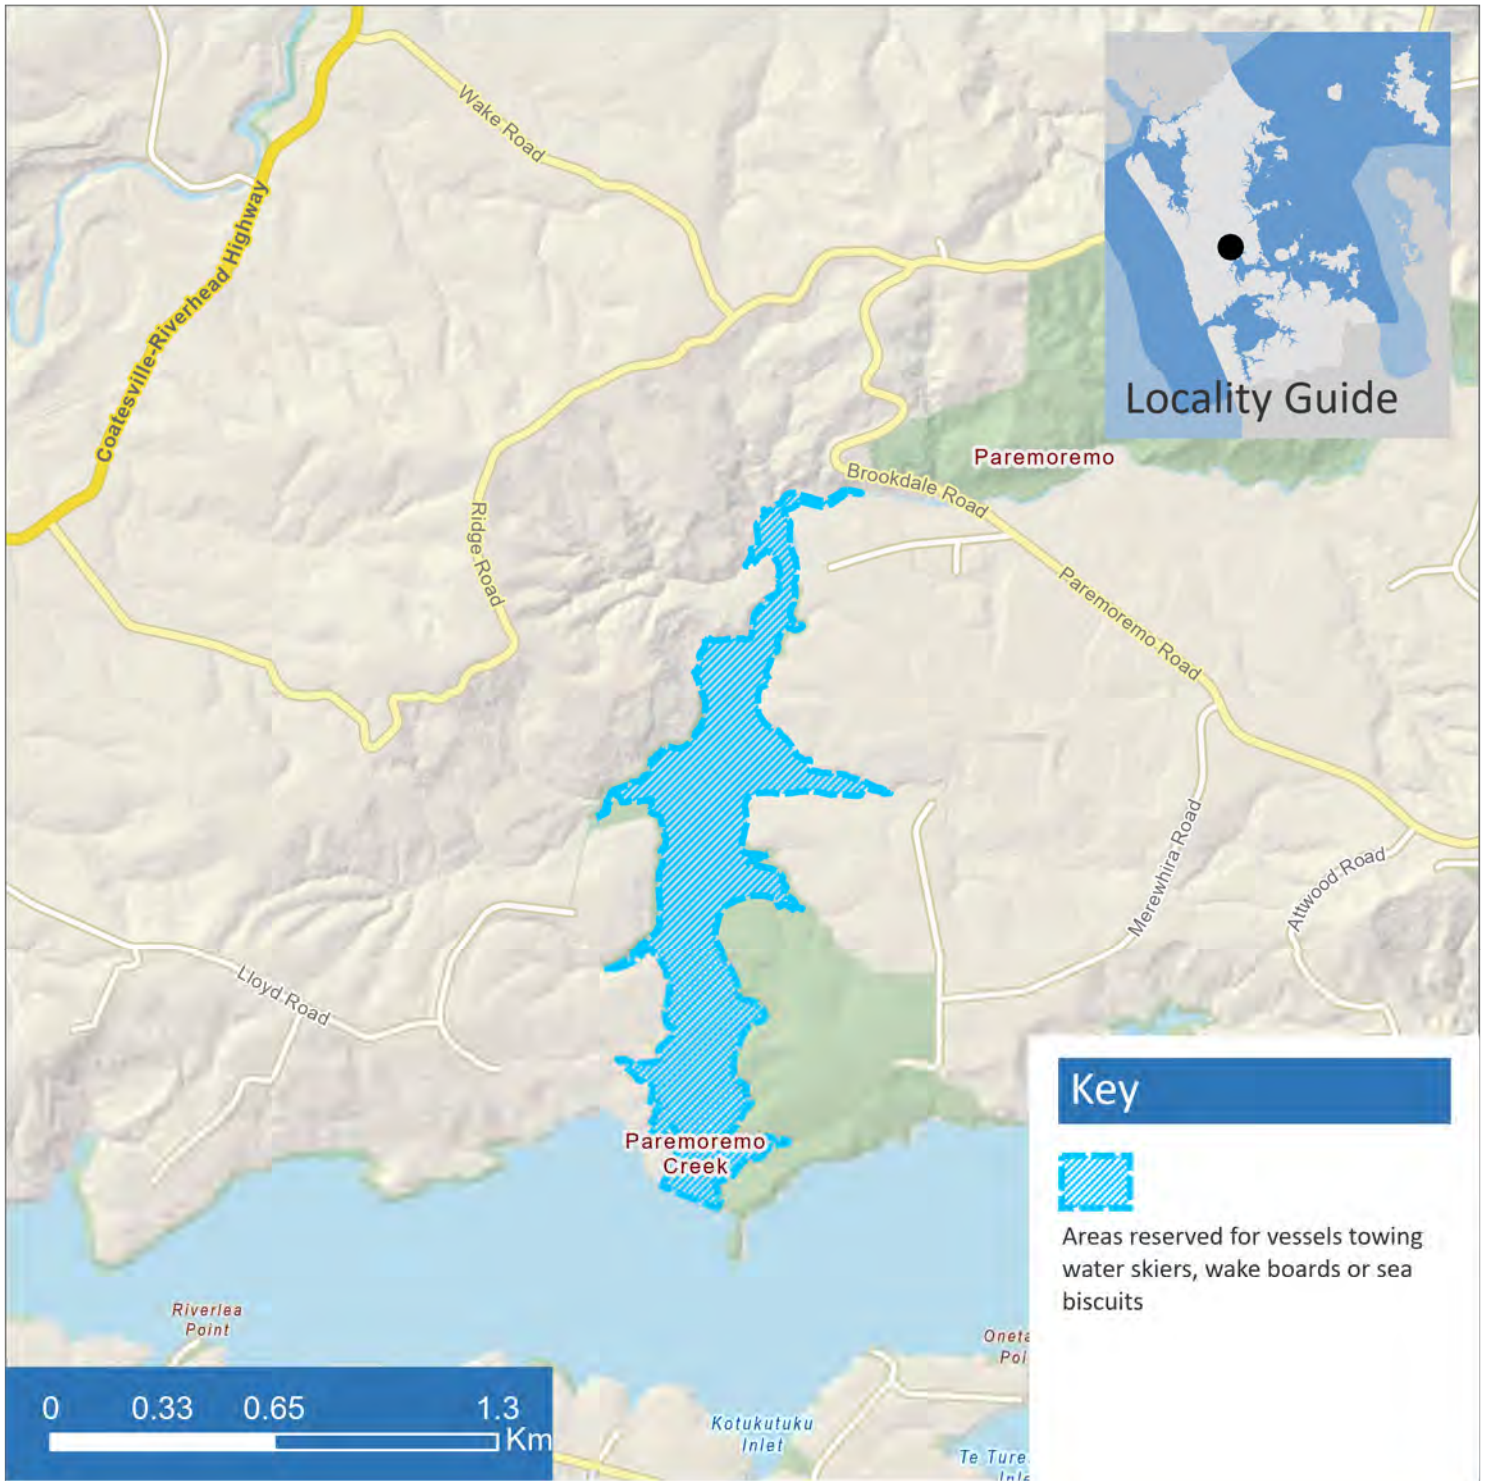 Wake Road
Coatesville-Riverhead Highway
Locality Guide
Paremoremo
Brookdale Road
Ridge Road
Paremoremo Road
Merewhira Road
Attwood Road
Lloyd Road
Paremoremo
Creek
Key
Areas reserved for vessels towing
water skiers, wake boards or sea
biscuits
Riverlea
Point
0 0.33 0.65 1.3
Km
Kotukutuku
Inlet
Te Ture